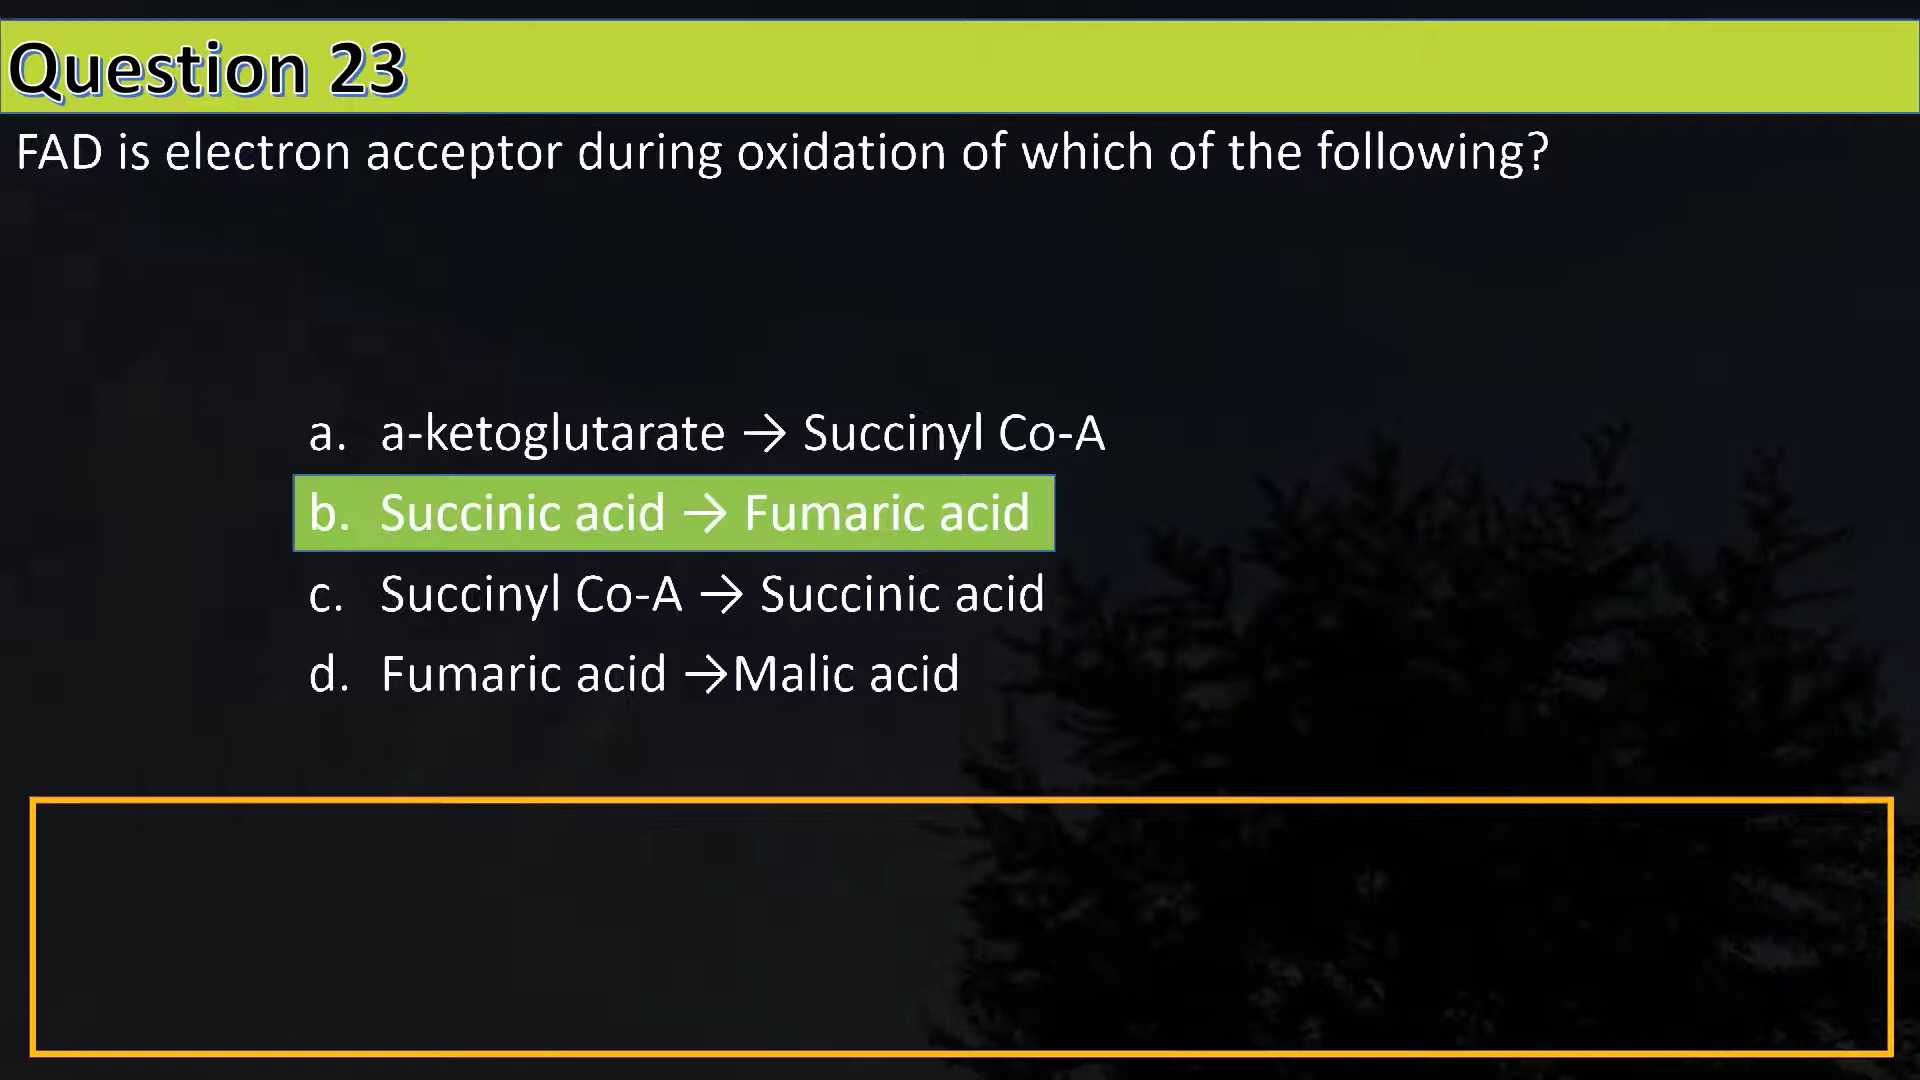 Question 23
FAD is electron acceptor during oxidation of which of the following?
a. a-ketoglutarate → Succinyl Co-A
b. Succinic acid → Fumaric acid
c. Succinyl Co-A → Succinic acid
d. Fumaric acid →Malic acid